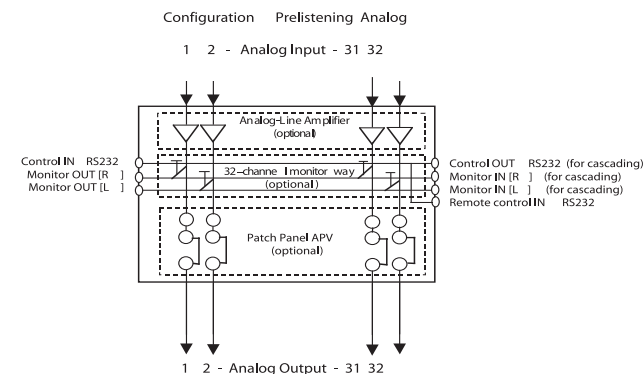 Configuration Prelistening Analog
1 2 - Analog Input - 31 32
Analog-Line Amplifier
(optional)
32-channel monitor way
(optional)
Control IN RS232
Monitor OUT [R ]
Monitor OUT [L ]
Control OUT RS232 (for cascading)
Monitor IN [R ] (for cascading)
Monitor IN [L ] (for cascading)
Remote control IN RS232
Patch Panel APV
(optional)
1 2 - Analog Output - 31 32